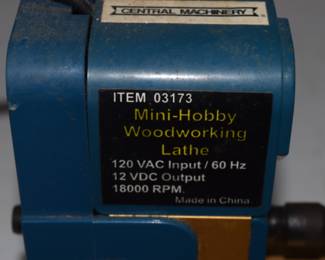 CENTRAL MACHINERY
ITEM 03173
Mini-Hobby
Woodworking
Lathe
120 VAC Input / 60 Hz
12 VDC Output
18000 RPM.
Made in China